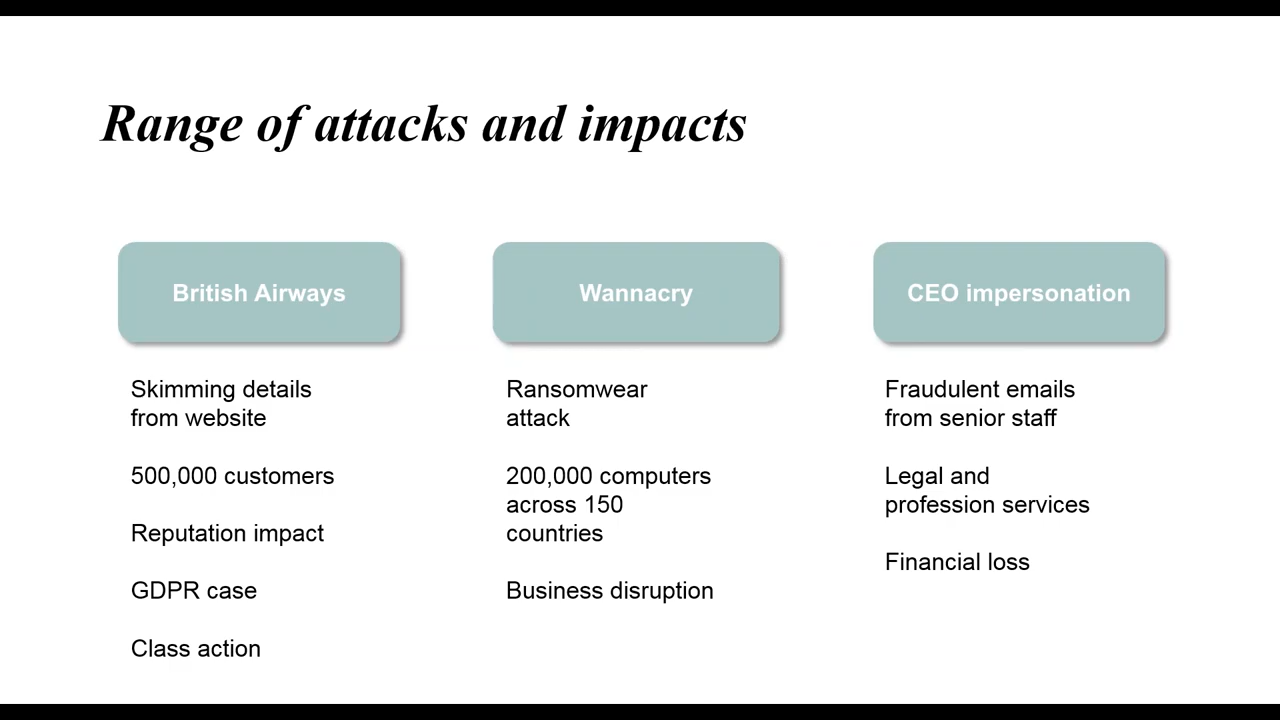 Range of attacks and impacts
British Airways
Skimming details
from website
500,000 customers
Reputation impact
GDPR case
Class action
Wannacry
Ransomwear
attack
200,000 computers
across 150
countries
Business disruption
CEO impersonation
Fraudulent emails
from senior staff
Legal and
profession services
Financial loss